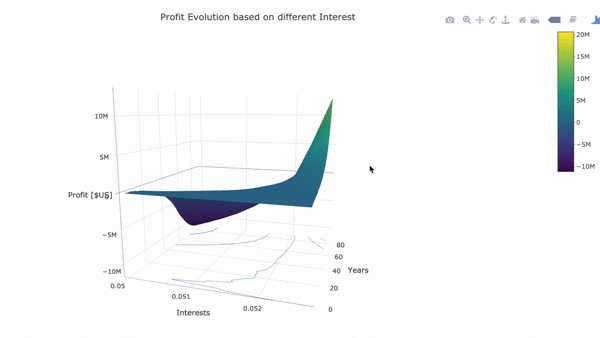 Profit Evolution based on different Interest
20M
15M
10M
5M
0
−5M
−10M
10M
5M
Profit [$US]
−5M
−10M
0.05
0.051
0.052
Interests
80
60
40
20
0
Years